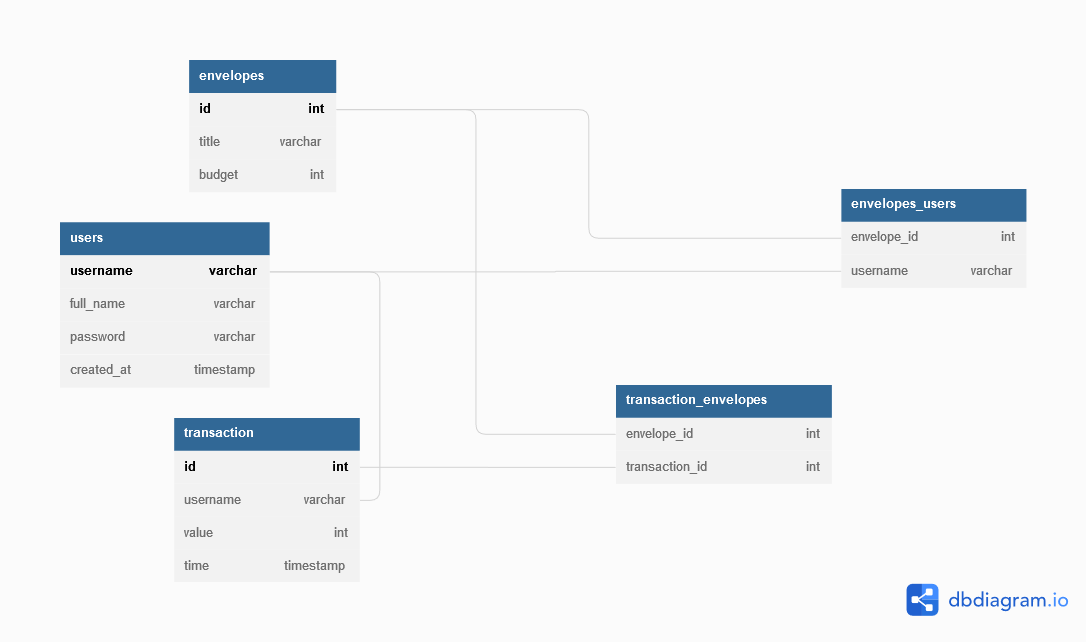 envelopes
id int
title varchar
budget int
envelopes_users
envelope_id int
username varchar
users
username varchar
full_name varchar
password varchar
created_at timestamp
transaction_envelopes
envelope_id int
transaction_id int
transaction
id int
username varchar
value int
time timestamp
dbdiagram.io